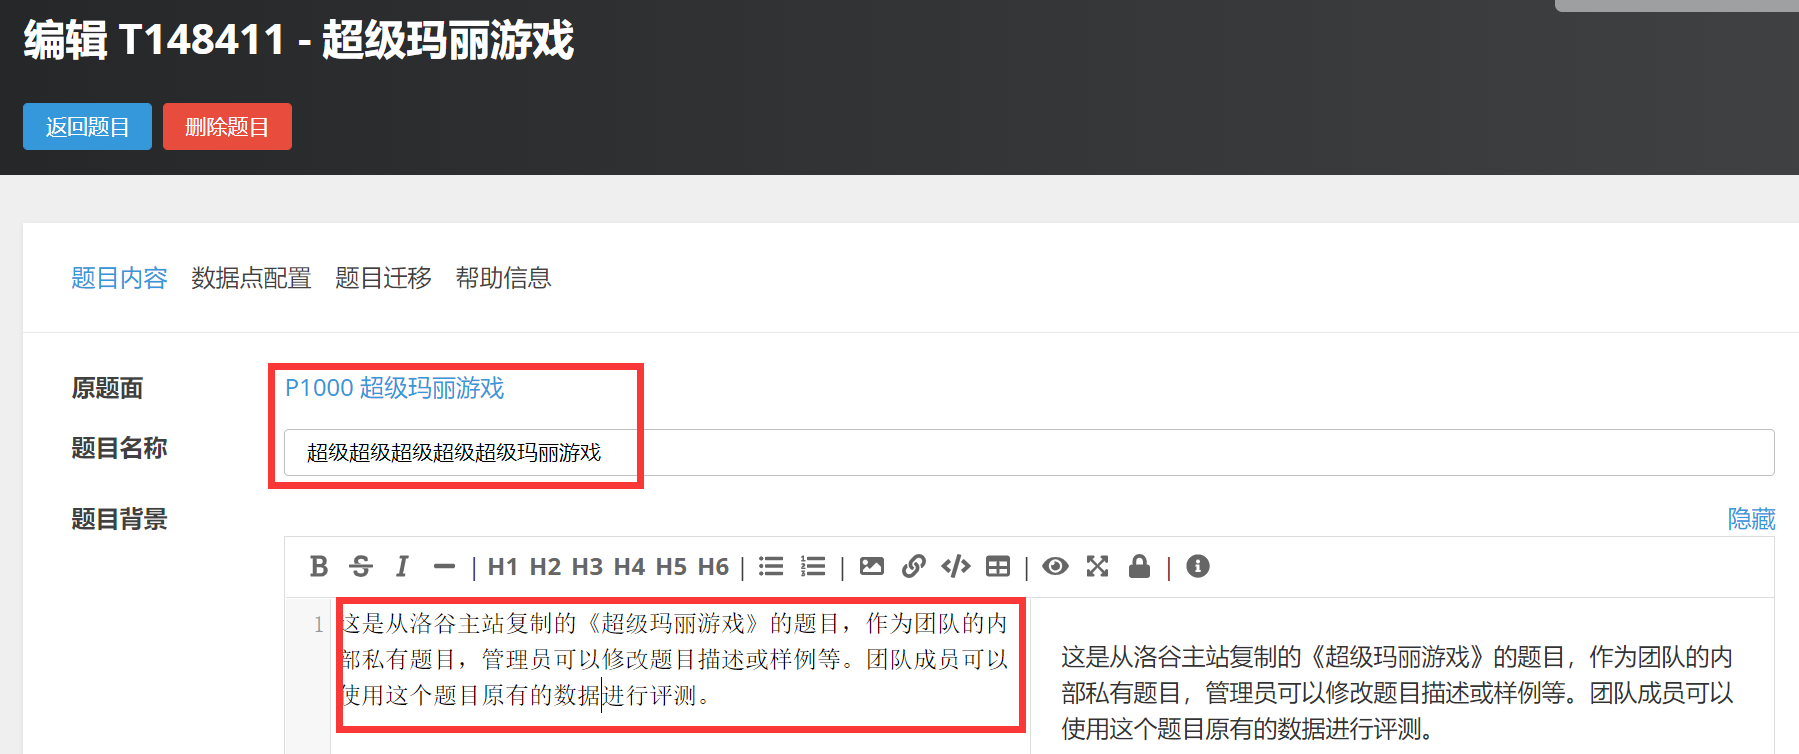 编辑 T148411 - 超级玛丽游戏
返回题目 删除题目
题目内容 数据点配置 题目迁移 帮助信息
原题面 P1000 超级玛丽游戏
题目名称 超级超级超级超级超级玛丽游戏
题目背景 隐藏
B S I | H1 H2 H3 H4 H5 H6 | | | |
1 这是从洛谷主站复制的《超级玛丽游戏》的题目，作为团队的内
部私有题目，管理员可以修改题目描述或样例等。团队成员可以
使用这个题目原有的数据进行评测。
这是从洛谷主站复制的《超级玛丽游戏》的题目，作为团队的内
部私有题目，管理员可以修改题目描述或样例等。团队成员可以
使用这个题目原有的数据进行评测。